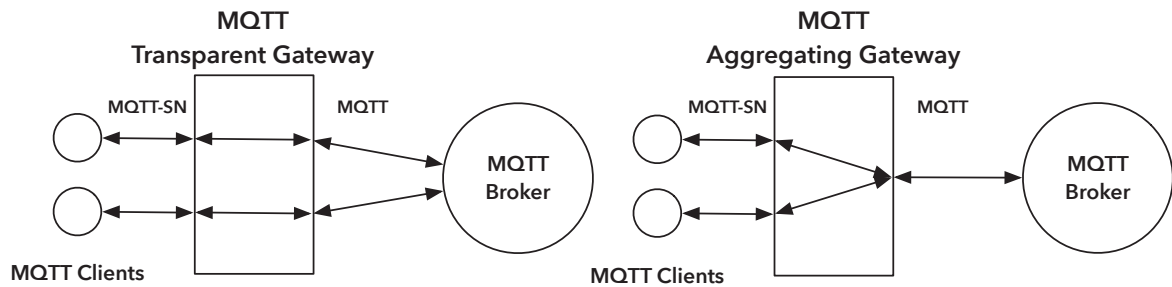 MQTT
Transparent Gateway
MQTT-SN
MQTT
MQTT
Broker
MQTT Clients
MQTT
Aggregating Gateway
MQTT-SN
MQTT
MQTT
Broker
MQTT Clients